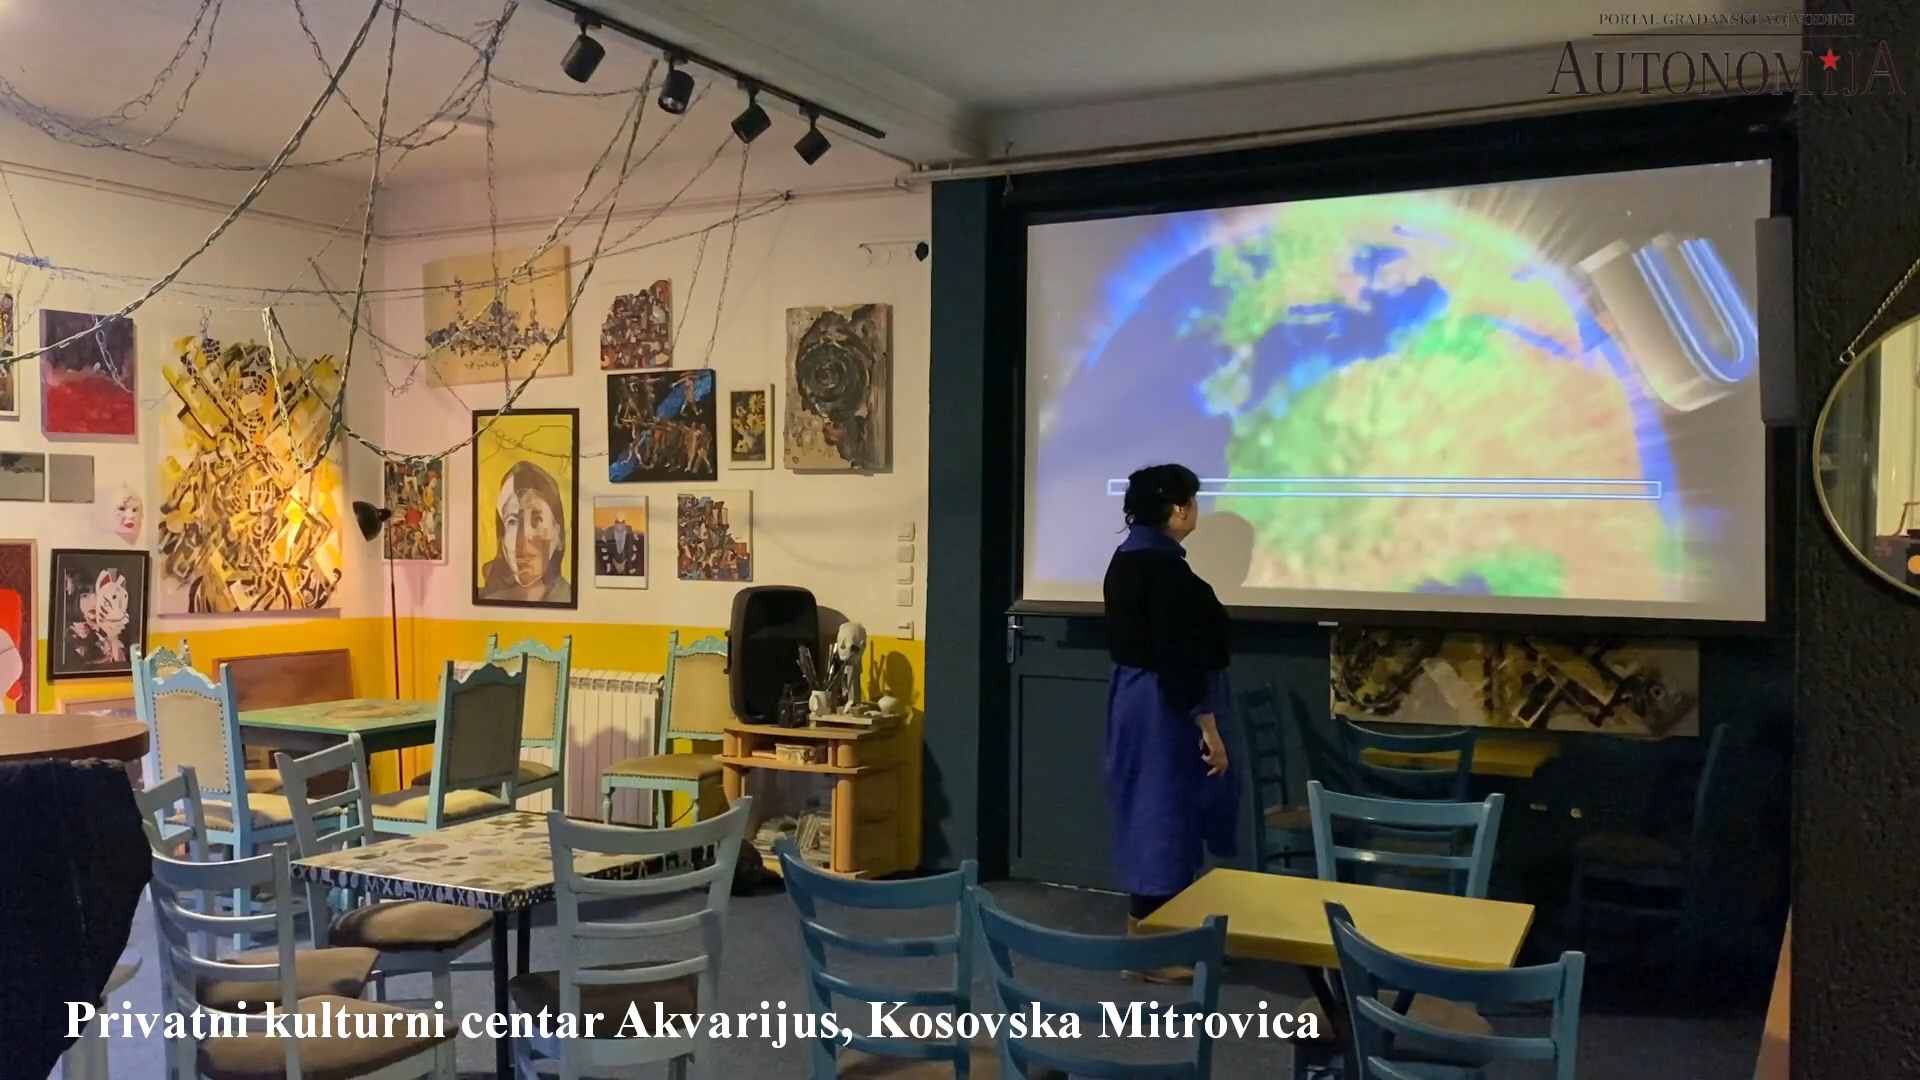 PORTAL GRAĐANSKE VOJVODINE
AUTONOMIJA
U
Privatni kulturni centar Akvarijus, Kosovska Mitrovica